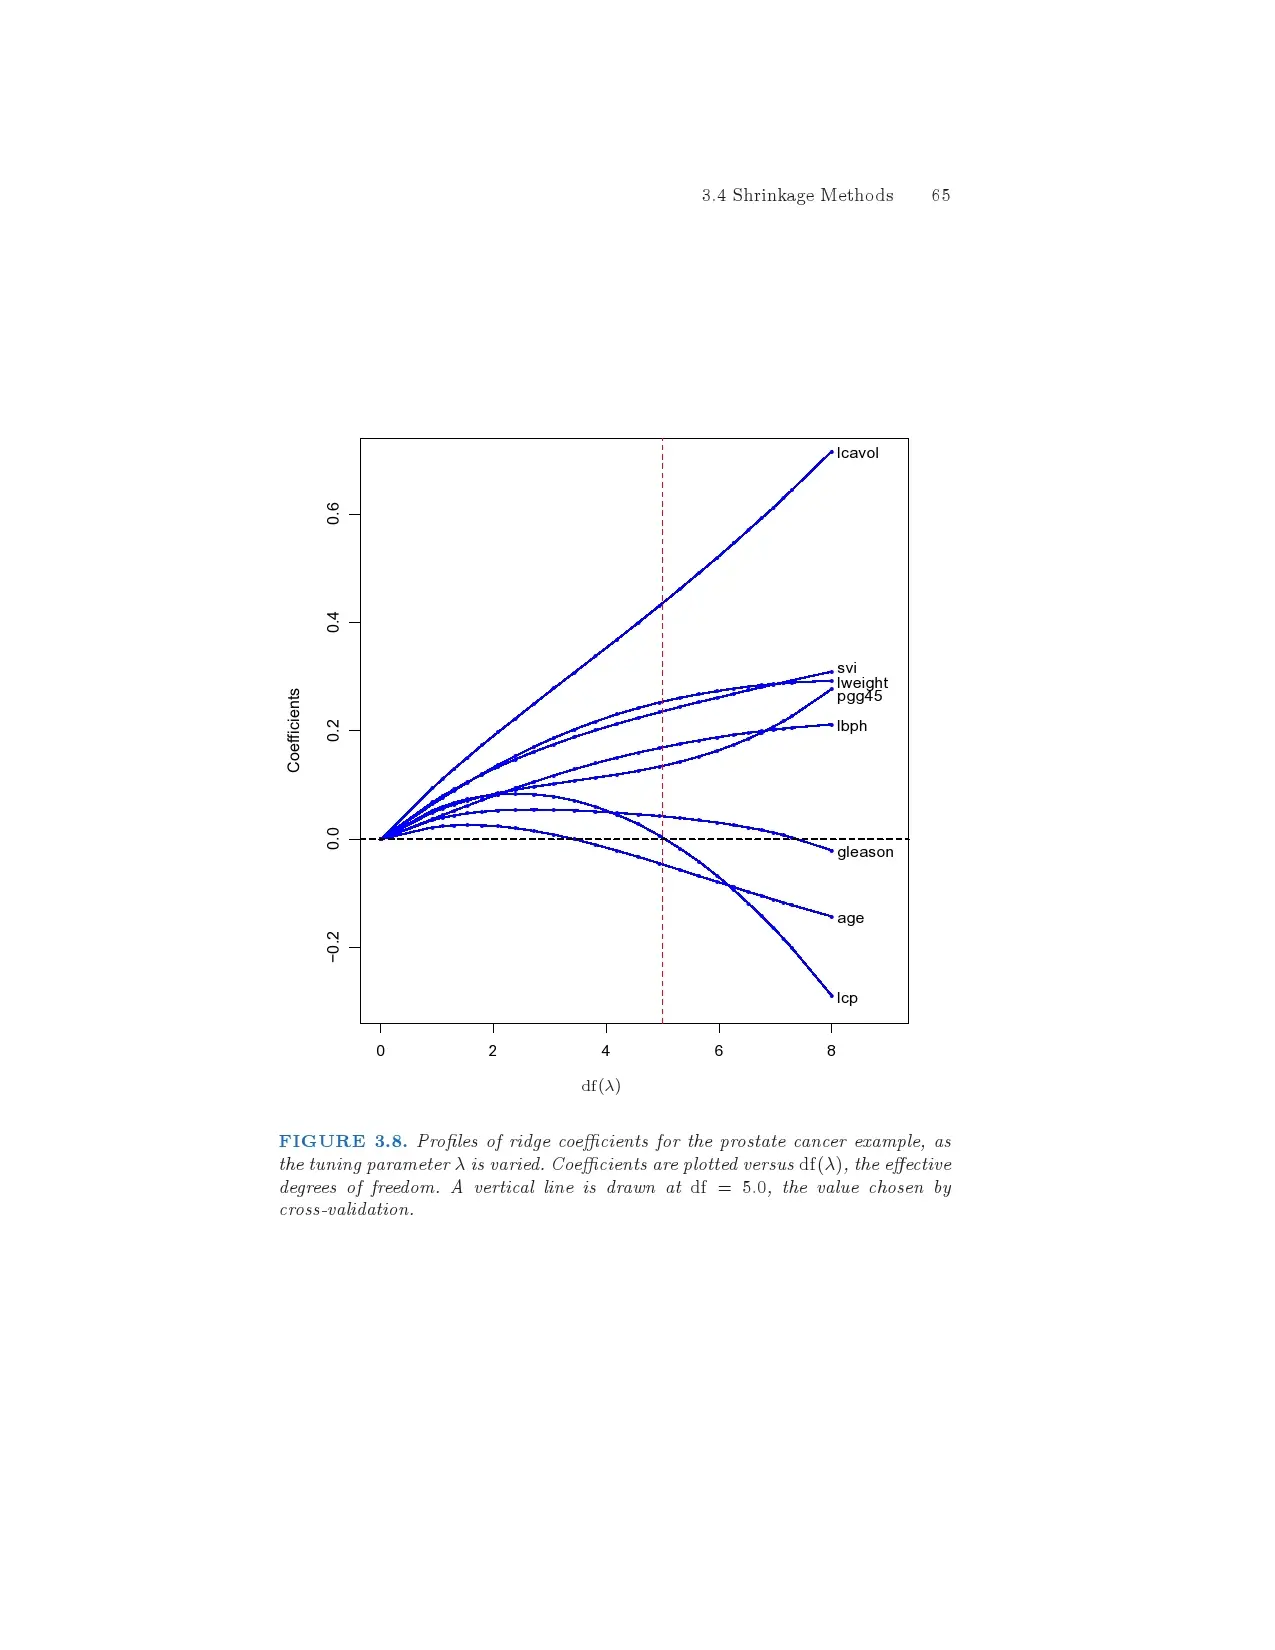 3.4 Shrinkage Methods 65
lcavol
svi
lweight
pgg45
lbph
gleason
age
lcp
Coefficients
0.6
0.4
0.2
0.0
−0.2
0 2 4 6 8
df(λ)
FIGURE 3.8. Profiles of ridge coefficients for the prostate cancer example, as
the tuning parameter λ is varied. Coefficients are plotted versus df(λ), the effective
degrees of freedom. A vertical line is drawn at df = 5.0, the value chosen by
cross-validation.